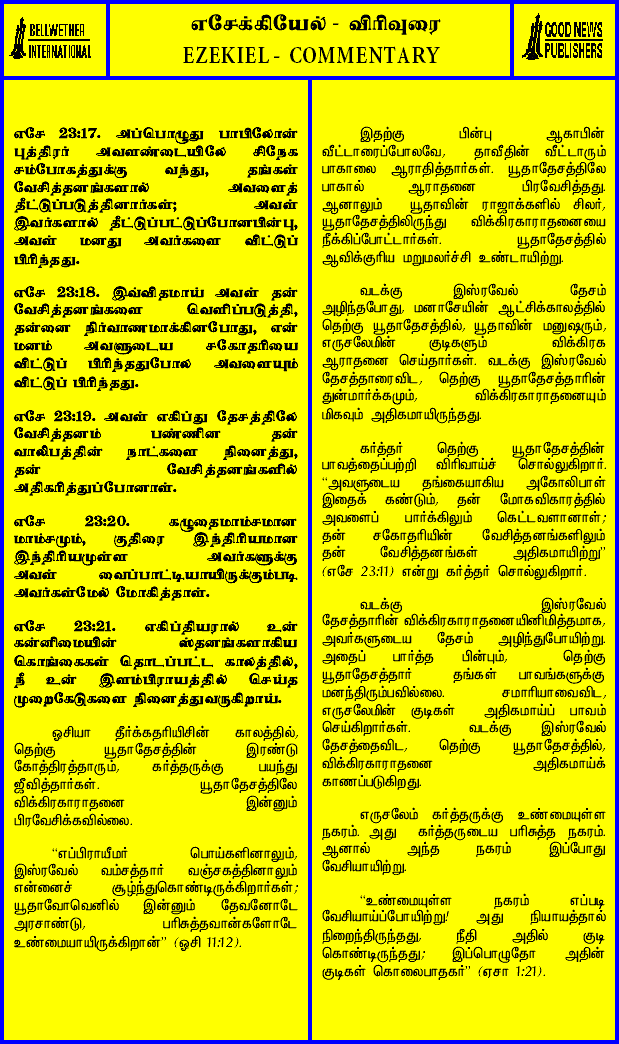 BELLWETHER
INTERNATIONAL
எசேக்கியேல் - விரிவுரை
EZEKIEL - COMMENTARY
GOOD NEWS
PUBLISHERS
எசே 23:17. அப்பொழுது பாபிலோன்
புத்திரர் அவளண்டையிலே சிநேக
சம்போகத்துக்கு வந்து, தங்கள்
வேசித்தனங்களால் அவளைத்
தீட்டுப்படுத்தினார்கள்; அவள்
இவர்களால் தீட்டுப்பட்டுப்போனபின்பு,
அவள் மனது அவர்களை விட்டுப்
பிரிந்தது.
எசே 23:18. இவ்விதமாய் அவள் தன்
வேசித்தனங்களை வெளிப்படுத்தி,
தன்னை நிர்வாணமாக்கினபோது, என்
மனம் அவளுடைய சகோதரியை
விட்டுப் பிரிந்ததுபோல் அவளையும்
விட்டுப் பிரிந்தது.
எசே 23:19. அவள் எகிப்து தேசத்திலே
வேசித்தனம் பண்ணின தன்
வாலிபத்தின் நாட்களை நினைத்து,
தன் வேசித்தனங்களில்
அதிகரித்துப்போனாள்.
எசே 23:20. கழுதைமாம்சமான
மாம்சமும், குதிரை இந்திரியமான
இந்திரியமுள்ள அவர்களுக்கு
அவள் வைப்பாட்டியாயிருக்கும்படி
அவர்கள்மேல் மோகித்தாள்.
எசே 23:21. எகிப்தியரால் உன்
கன்னிமையின் ஸ்தனங்களாகிய
கொங்கைகள் தொடப்பட்ட காலத்தில்,
நீ உன் இளம்பிராயத்தில் செய்த
முறைகேடுகளை நினைத்துவருகிறாய்.
ஒசியா தீர்க்கதரிசியின் காலத்தில்,
தெற்கு யூதாதேசத்தின் இரண்டு
கோத்திரத்தாரும், கர்த்தருக்கு பயந்து
ஜீவித்தார்கள். யூதாதேசத்திலே
விக்கிரகாராதனை இன்னும்
பிரவேசிக்கவில்லை.
“எப்பிராயீமர் பொய்களினாலும்,
இஸ்ரவேல் வம்சத்தார் வஞ்சகத்தினாலும்
என்னைச் சூழ்ந்துகொண்டிருக்கிறார்கள்;
யூதாவோவெனில் இன்னும் தேவனோடே
அரசாண்டு, பரிசுத்தவான்களோடே
உண்மையாயிருக்கிறான்” (ஒசி 11:12).
இதற்கு பின்பு ஆகாபின்
வீட்டாரைப்போலவே, தாவீதின் வீட்டாரும்
பாகாலை ஆராதித்தார்கள். யூதாதேசத்திலே
பாகால் ஆராதனை பிரவேசித்தது.
ஆனாலும் யூதாவின் ராஜாக்களில் சிலர்,
யூதாதேசத்திலிருந்து விக்கிரகாராதனையை
நீக்கிப்போட்டார்கள். யூதாதேசத்தில்
ஆவிக்குரிய மறுமலர்ச்சி உண்டாயிற்று.
வடக்கு இஸ்ரவேல் தேசம்
அழிந்தபோது, மனாசேயின் ஆட்சிக்காலத்தில்
தெற்கு யூதாதேசத்தில், யூதாவின் மனுஷரும்,
எருசலேமின் குடிகளும் விக்கிரக
ஆராதனை செய்தார்கள். வடக்கு இஸ்ரவேல்
தேசத்தாரைவிட, தெற்கு யூதாதேசத்தாரின்
துன்மார்க்கமும், விக்கிரகாராதனையும்
மிகவும் அதிகமாயிருந்தது.
கர்த்தர் தெற்கு யூதாதேசத்தின்
பாவத்தைப்பற்றி விரிவாய்ச் சொல்லுகிறார்.
“அவளுடைய தங்கையாகிய அகோலிபாள்
இதைக் கண்டும், தன் மோகவிகாரத்தில்
அவளைப் பார்க்கிலும் கெட்டவளானாள்;
தன் சகோதரியின் வேசித்தனங்களிலும்
தன் வேசித்தனங்கள் அதிகமாயிற்று”
(எசே 23:11) என்று கர்த்தர் சொல்லுகிறார்.
வடக்கு இஸ்ரவேல்
தேசத்தாரின் விக்கிரகாராதனையினிமித்தமாக,
அவர்களுடைய தேசம் அழிந்துபோயிற்று.
அதைப் பார்த்த பின்பும், தெற்கு
யூதாதேசத்தார் தங்கள் பாவங்களுக்கு
மனந்திரும்பவில்லை. சமாரியாவைவிட,
எருசலேமின் குடிகள் அதிகமாய்ப் பாவம்
செய்கிறார்கள். வடக்கு இஸ்ரவேல்
தேசத்தைவிட, தெற்கு யூதாதேசத்தில்,
விக்கிரகாராதனை அதிகமாய்க்
காணப்படுகிறது.
எருசலேம் கர்த்தருக்கு உண்மையுள்ள
நகரம். அது கர்த்தருடைய பரிசுத்த நகரம்.
ஆனால் அந்த நகரம் இப்போது
வேசியாயிற்று.
“உண்மையுள்ள நகரம் எப்படி
வேசியாய்ப்போயிற்று! அது நியாயத்தால்
நிறைந்திருந்தது, நீதி அதில் குடி
கொண்டிருந்தது; இப்பொழுதோ அதின்
குடிகள் கொலைபாதகர்” (ஏசா 1:21).